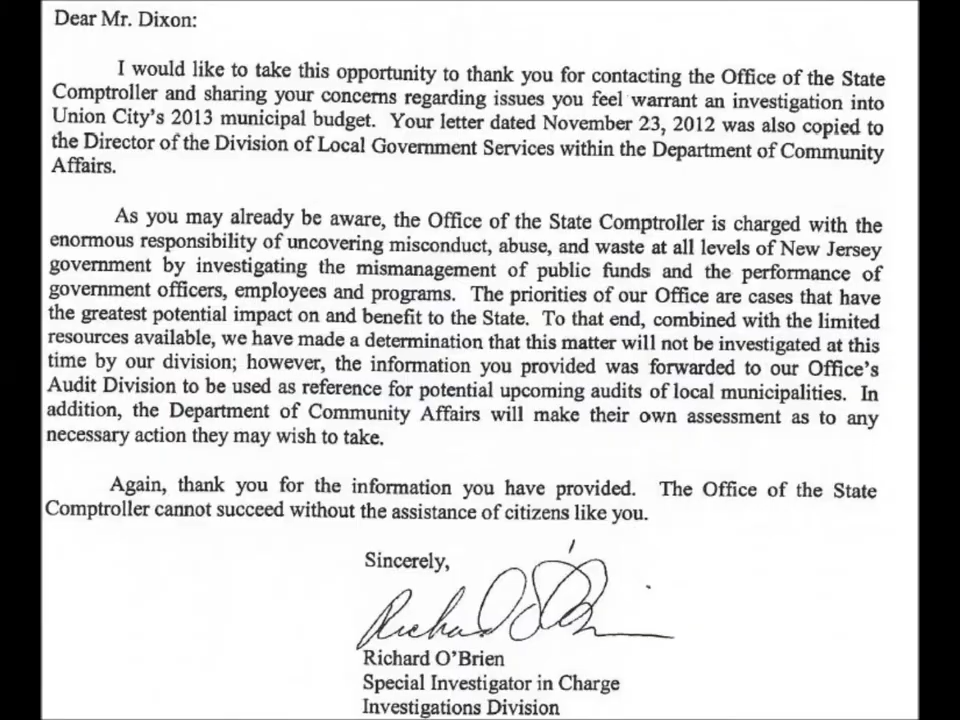 Dear Mr. Dixon:
I would like to take this opportunity to thank you for contacting the Office of the State
Comptroller and sharing your concerns regarding issues you feel warrant an investigation into
Union City's 2013 municipal budget. Your letter dated November 23, 2012 was also copied to
the Director of the Division of Local Government Services within the Department of Community
Affairs.
As you may already be aware, the Office of the State Comptroller is charged with the
enormous responsibility of uncovering misconduct, abuse, and waste at all levels of New Jersey
government by investigating the mismanagement of public funds and the performance of
government officers, employees and programs. The priorities of our Office are cases that have
the greatest potential impact on and benefit to the State. To that end, combined with the limited
resources available, we have made a determination that this matter will not be investigated at this
time by our division; however, the information you provided was forwarded to our Office's
Audit Division to be used as reference for potential upcoming audits of local municipalities. In
addition, the Department of Community Affairs will make their own assessment as to any
necessary action they may wish to take.
Again, thank you for the information you have provided. The Office of the State
Comptroller cannot succeed without the assistance of citizens like you.
Sincerely,
Richard O'Brien
Richard O'Brien
Special Investigator in Charge
Investigations Division